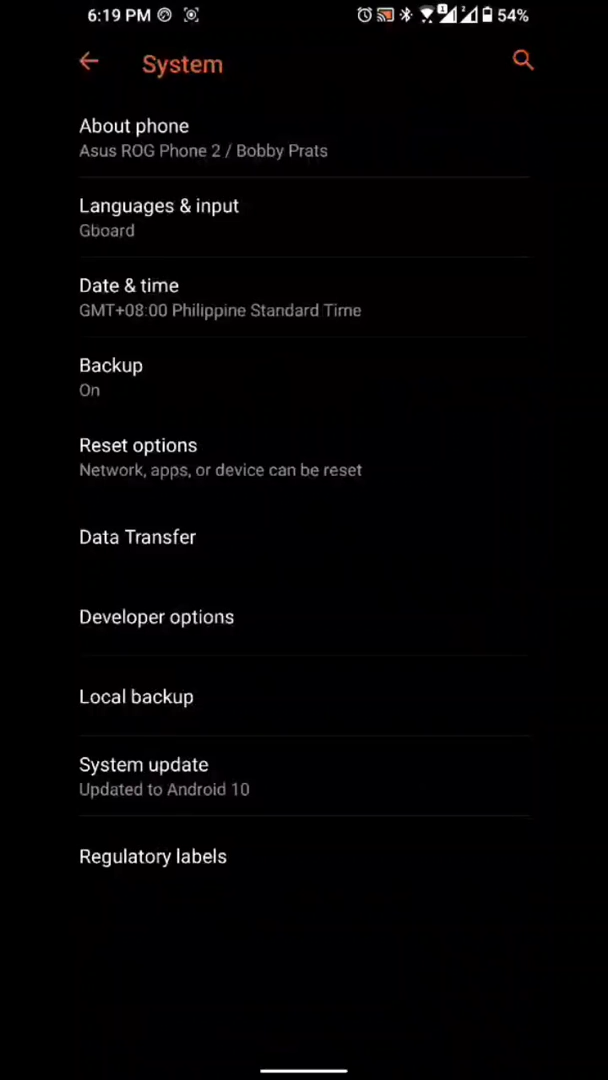 6:19 PM 54%
System
About phone
Asus ROG Phone 2 / Bobby Prats
Languages & input
Gboard
Date & time
GMT+08:00 Philippine Standard Time
Backup
On
Reset options
Network, apps, or device can be reset
Data Transfer
Developer options
Local backup
System update
Updated to Android 10
Regulatory labels